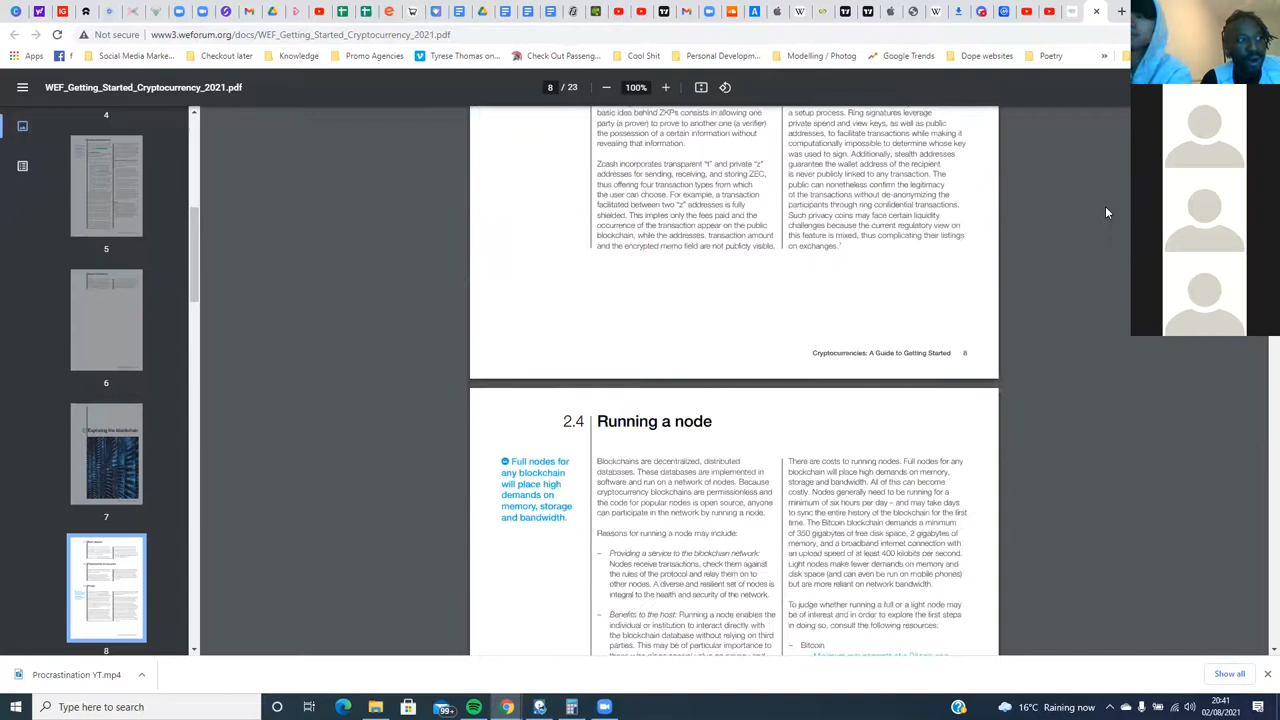 Not secure
www3.weforum.org/docs/WEF_Getting_Started_Cryptocurrency_2021.pdf
Apps
Social Media Marke...
Checkout later
Knowledge
Promo Agencies
Tyrese Thomas on...
Check Out Passeng...
Cool Shit
Personal Developm...
Modelling / Photog
Google Trends
Dope websites
Poetry
»
WEF_Getting_Started_Cryptocurrency_2021.pdf
8 / 23
100%
4
5
6
7
8
basic idea behind ZKPs consists in allowing one
party (a prover) to prove to another one (a verifier)
the possession of a certain information without
revealing that information.
Zcash incorporates transparent “t” and private “z”
addresses for sending, receiving, and storing ZEC,
thus offering four transaction types from which
the user can choose. For example, a transaction
facilitated between two “z” addresses is fully
shielded. This implies only the fees paid and the
occurrence of the transaction appear on the public
blockchain, while the addresses, transaction amount
and the encrypted memo field are not publicly visible.
a setup process. Ring signatures leverage
private spend and view keys, as well as public
addresses, to facilitate transactions while making it
computationally impossible to determine whose key
was used to sign. Additionally, stealth addresses
guarantee the wallet address of the recipient
is never publicly linked to any transaction. The
public can nonetheless confirm the legitimacy
of the transactions without de-anonymizing the
participants through ring confidential transactions.
Such privacy coins may face certain liquidity
challenges because the current regulatory view on
this feature is mixed, thus complicating their listings
on exchanges.
Cryptocurrencies: A Guide to Getting Started 8
2.4 Running a node
Full nodes for
any blockchain
will place high
demands on
memory, storage
and bandwidth.
Blockchains are decentralized, distributed
databases. These databases are implemented in
software and run on a network of nodes. Because
cryptocurrency blockchains are permissionless and
the code for popular nodes is open source, anyone
can participate in the network by running a node.
Reasons for running a node may include:
– Providing a service to the blockchain network:
Nodes receive transactions, check them against
the rules of the protocol and relay them on to
other nodes. A diverse and resilient set of nodes is
integral to the health and security of the network.
– Benefits to the host: Running a node enables the
individual or institution to interact directly with
the blockchain database without relying on third
parties. This may be of particular importance to
There are costs to running nodes. Full nodes for any
blockchain will place high demands on memory,
storage and bandwidth. All of this can become
costly. Nodes generally need to be running for a
minimum of six hours per day – and may take days
to sync the entire history of the blockchain for the first
time. The Bitcoin blockchain demands a minimum
of 350 gigabytes of free disk space, 2 gigabytes of
memory, and a broadband internet connection with
an upload speed of at least 400 kilobits per second.
Light nodes make fewer demands on memory and
disk space (and can even be run on mobile phones)
but are more reliant on network bandwidth.
To judge whether running a full or a light node may
be of interest and in order to explore the first steps
in doing so, consult the following resources:
– Bitcoin
Procrastination YT.mp4
Show all
Type here to search
99+
16°C Raining now
20:41
02/08/2021